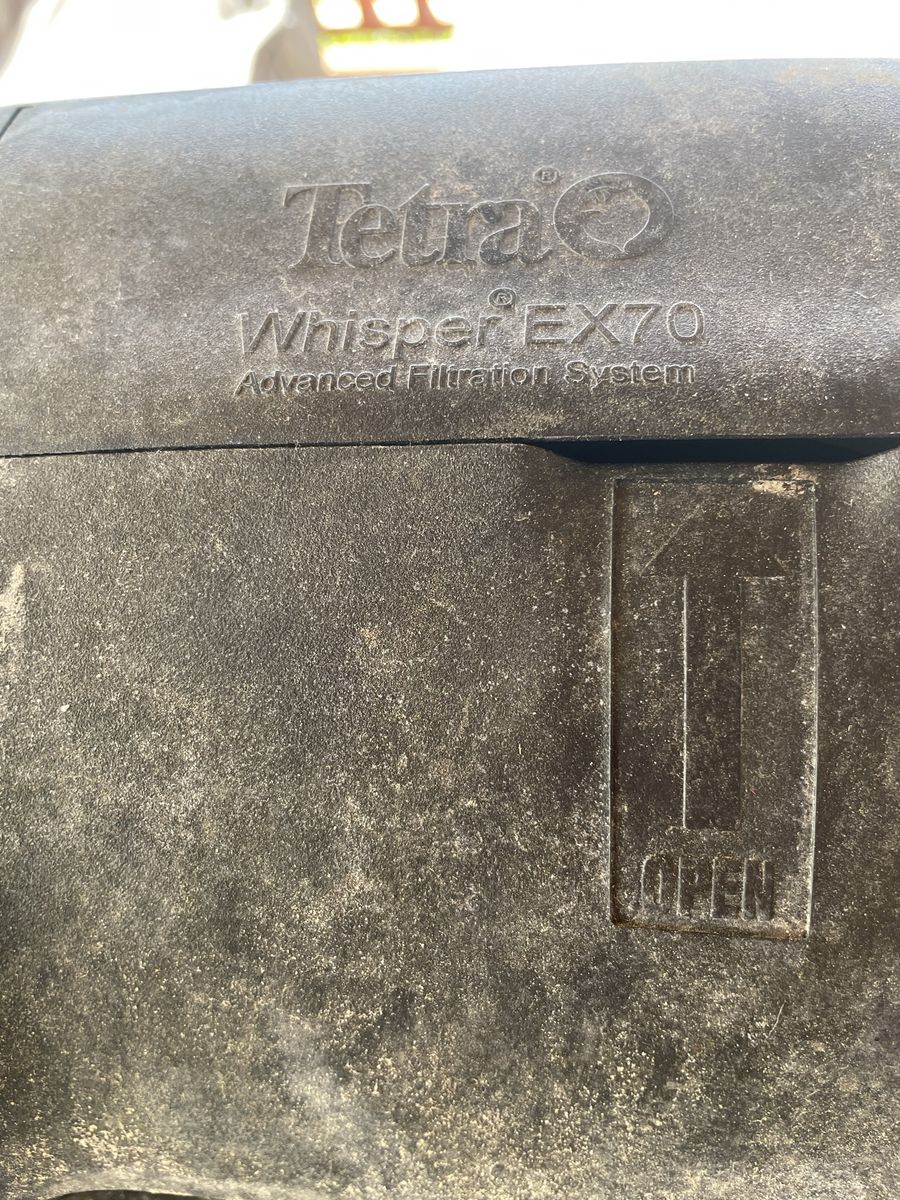 Tetra®
Whisper® EX70
Advanced Filtration System
OPEN